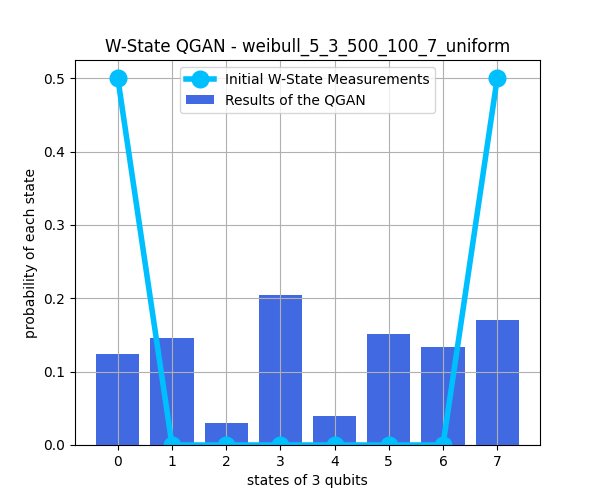 W-State QGAN - weibull_5_3_500_100_7_uniform
Initial W-State Measurements
Results of the QGAN
probability of each state
0.5
0.4
0.3
0.2
0.1
0.0
0 1 2 3 4 5 6 7
states of 3 qubits